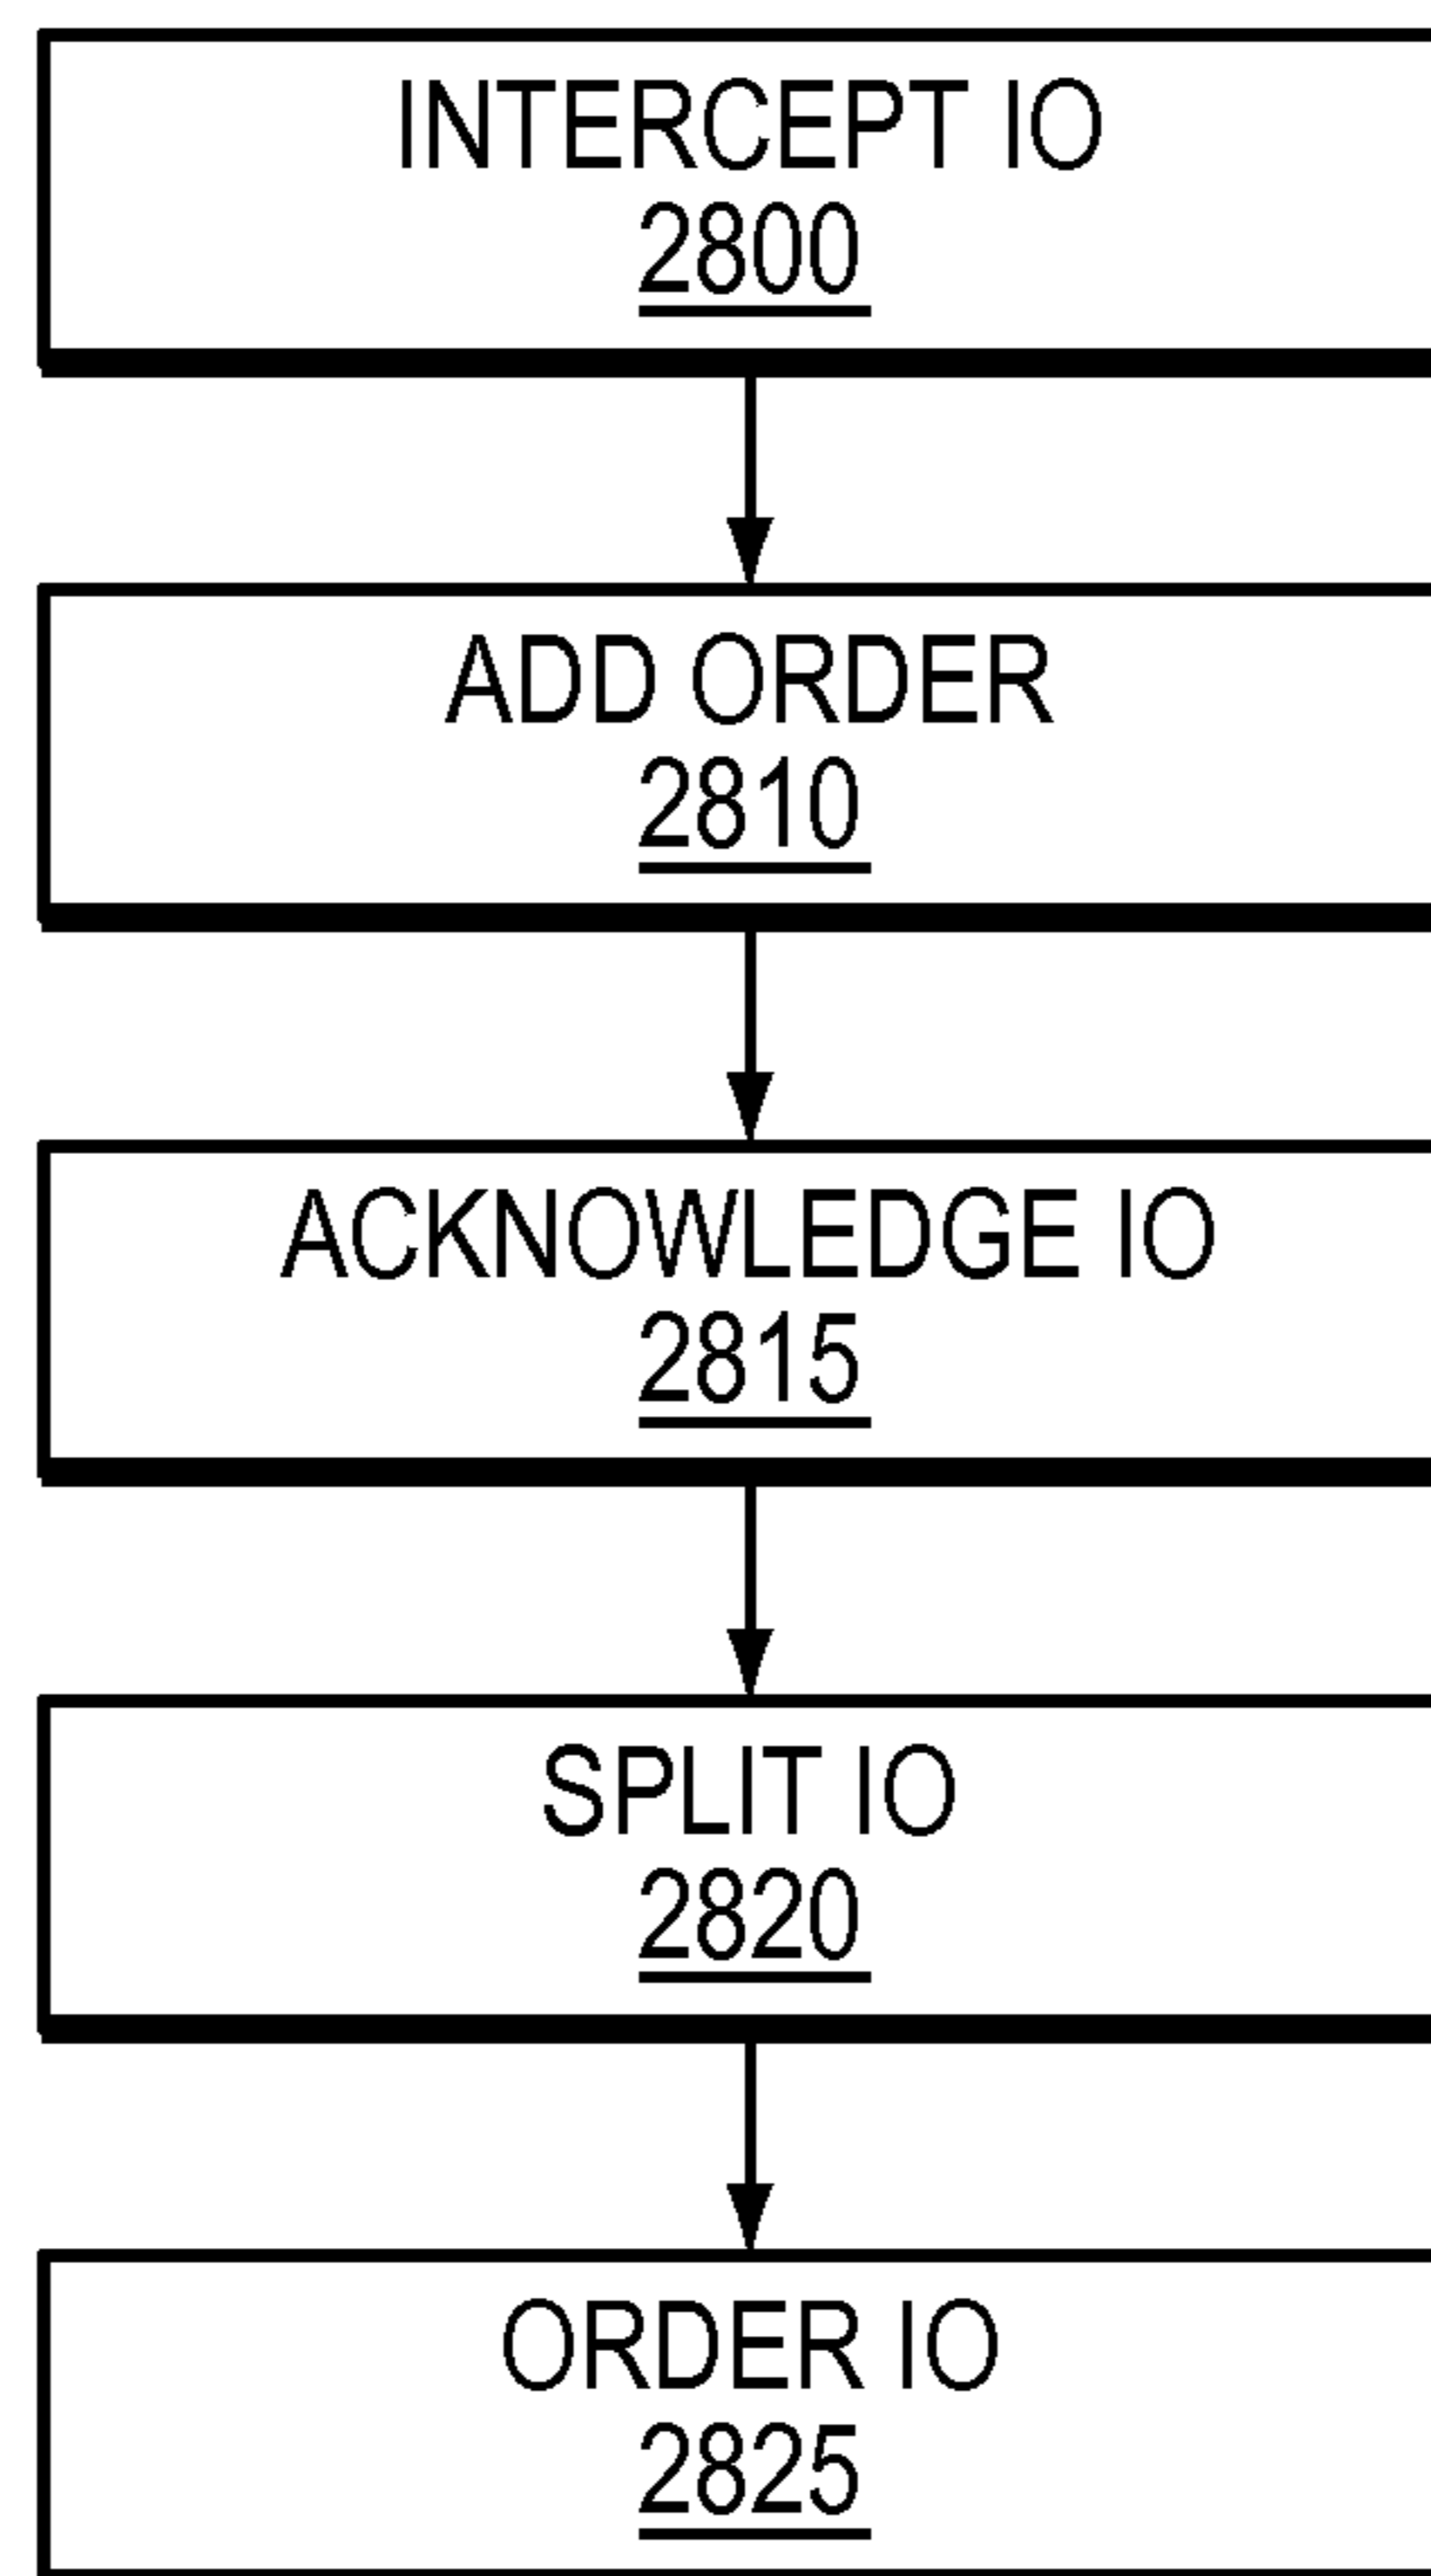 INTERCEPT IO
2800
ADD ORDER
2810
ACKNOWLEDGE IO
2815
SPLIT IO
2820
ORDER IO
2825